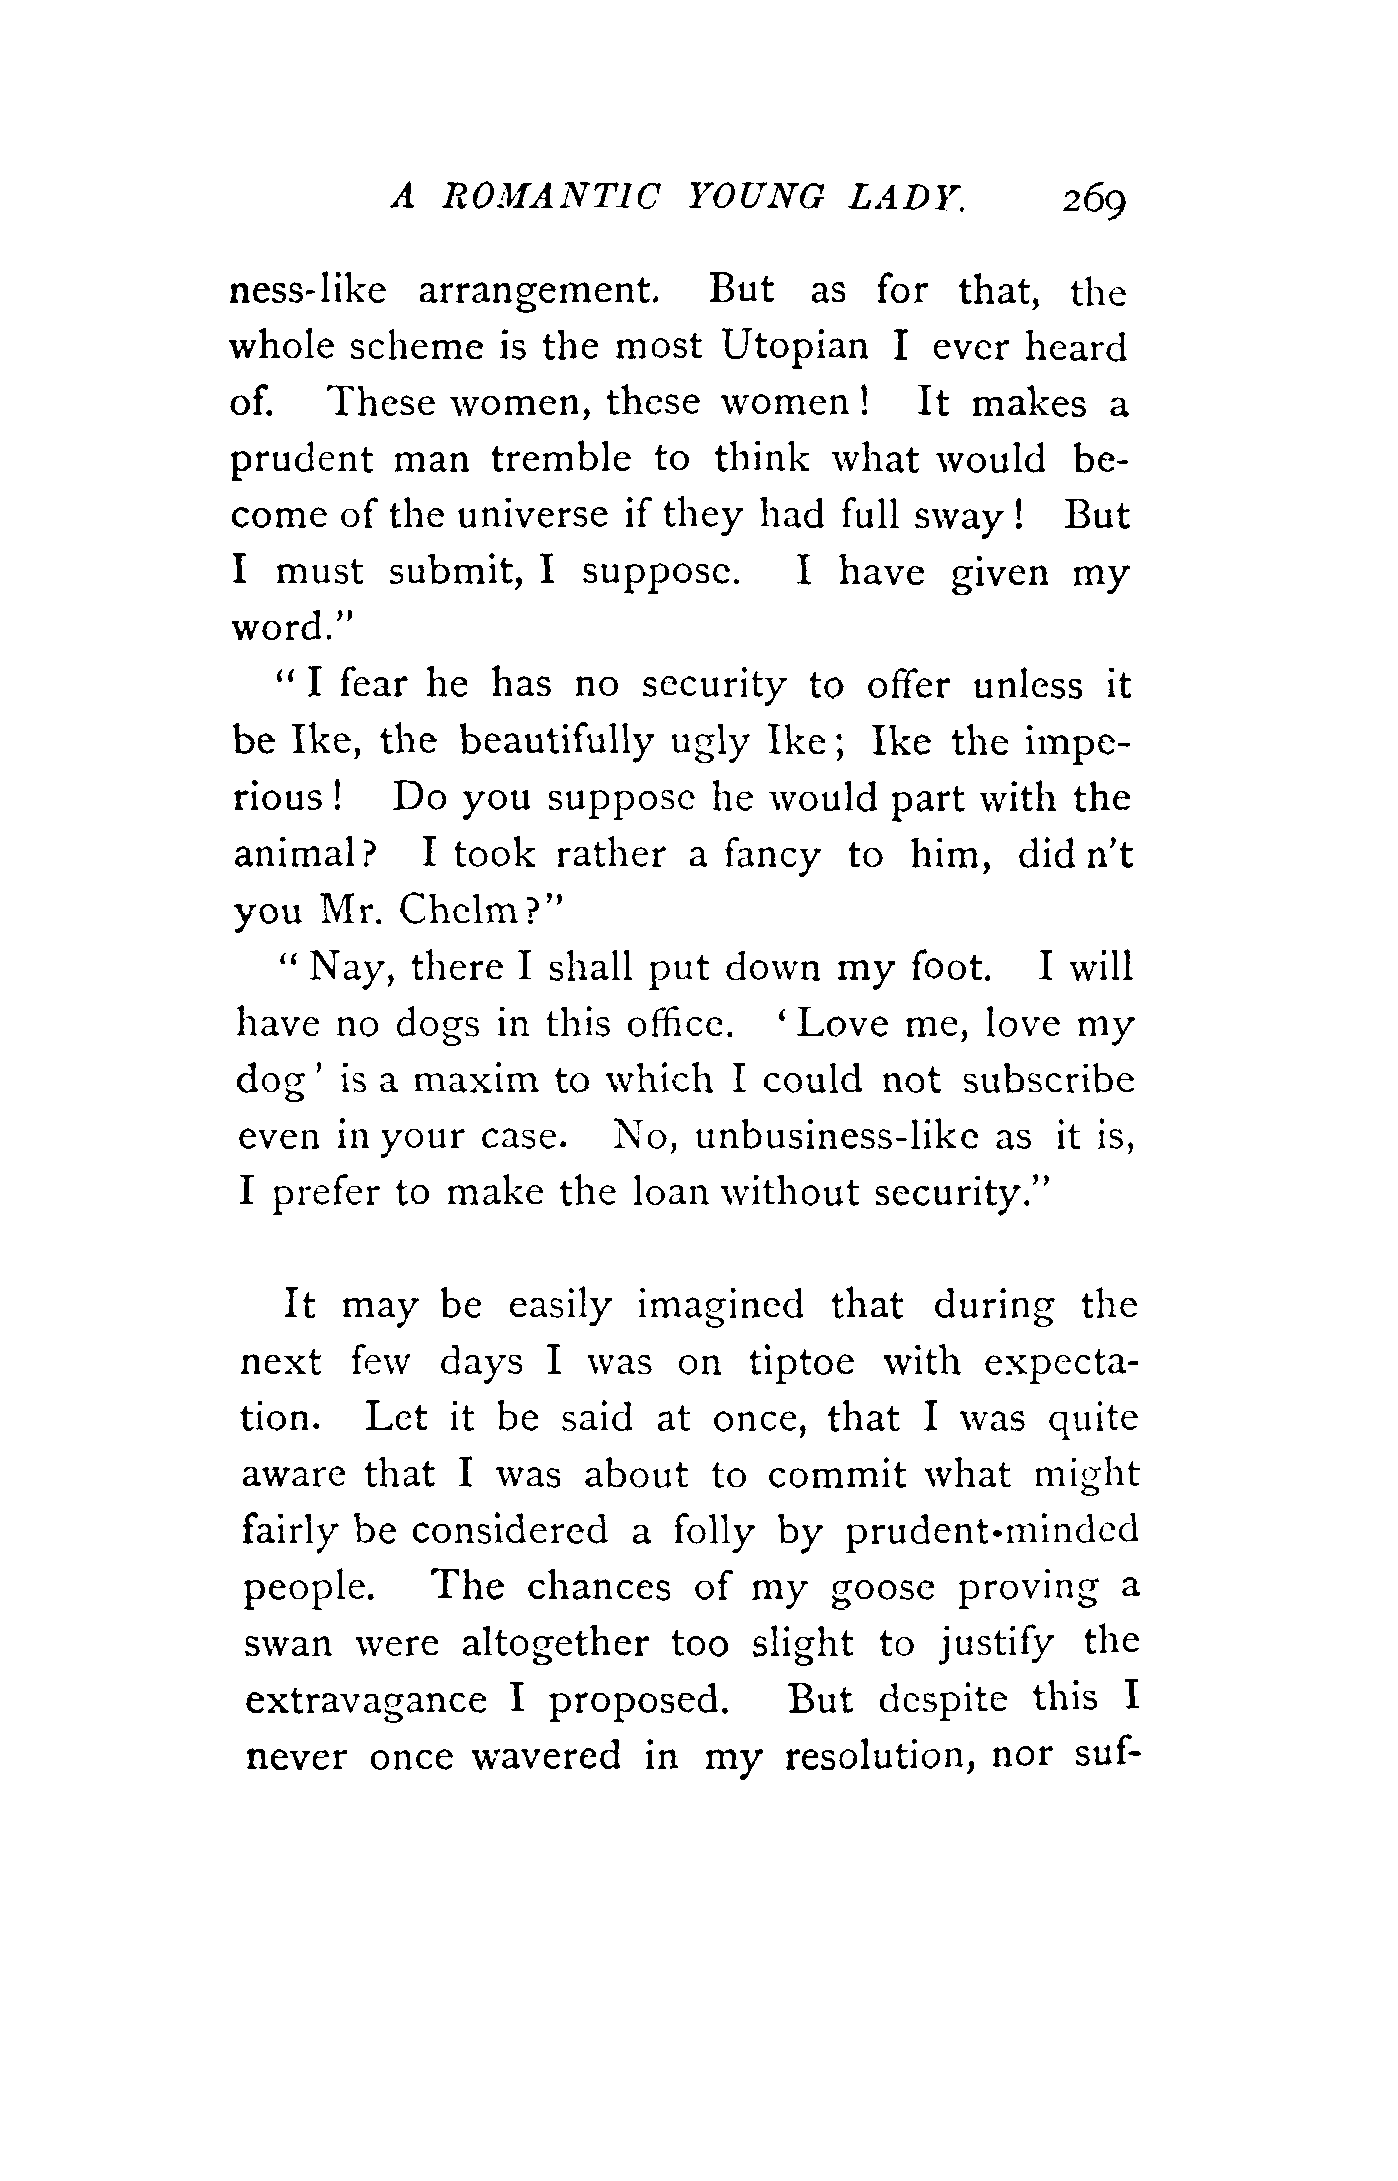 A ROMANTIC YOUNG LADY. 269
ness-like arrangement. But as for that, the
whole scheme is the most Utopian I ever heard
of. These women, these women! It makes a
prudent man tremble to think what would be-
come of the universe if they had full sway! But
I must submit, I suppose. I have given my
word."
"I fear he has no security to offer unless it
be Ike, the beautifully ugly Ike; Ike the impe-
rious! Do you suppose he would part with the
animal? I took rather a fancy to him, did n't
you Mr. Chelm?"
"Nay, there I shall put down my foot. I will
have no dogs in this office. 'Love me, love my
dog' is a maxim to which I could not subscribe
even in your case. No, unbusiness-like as it is,
I prefer to make the loan without security."
It may be easily imagined that during the
next few days I was on tiptoe with expecta-
tion. Let it be said at once, that I was quite
aware that I was about to commit what might
fairly be considered a folly by prudent-minded
people. The chances of my goose proving a
swan were altogether too slight to justify the
extravagance I proposed. But despite this I
never once wavered in my resolution, nor suf-